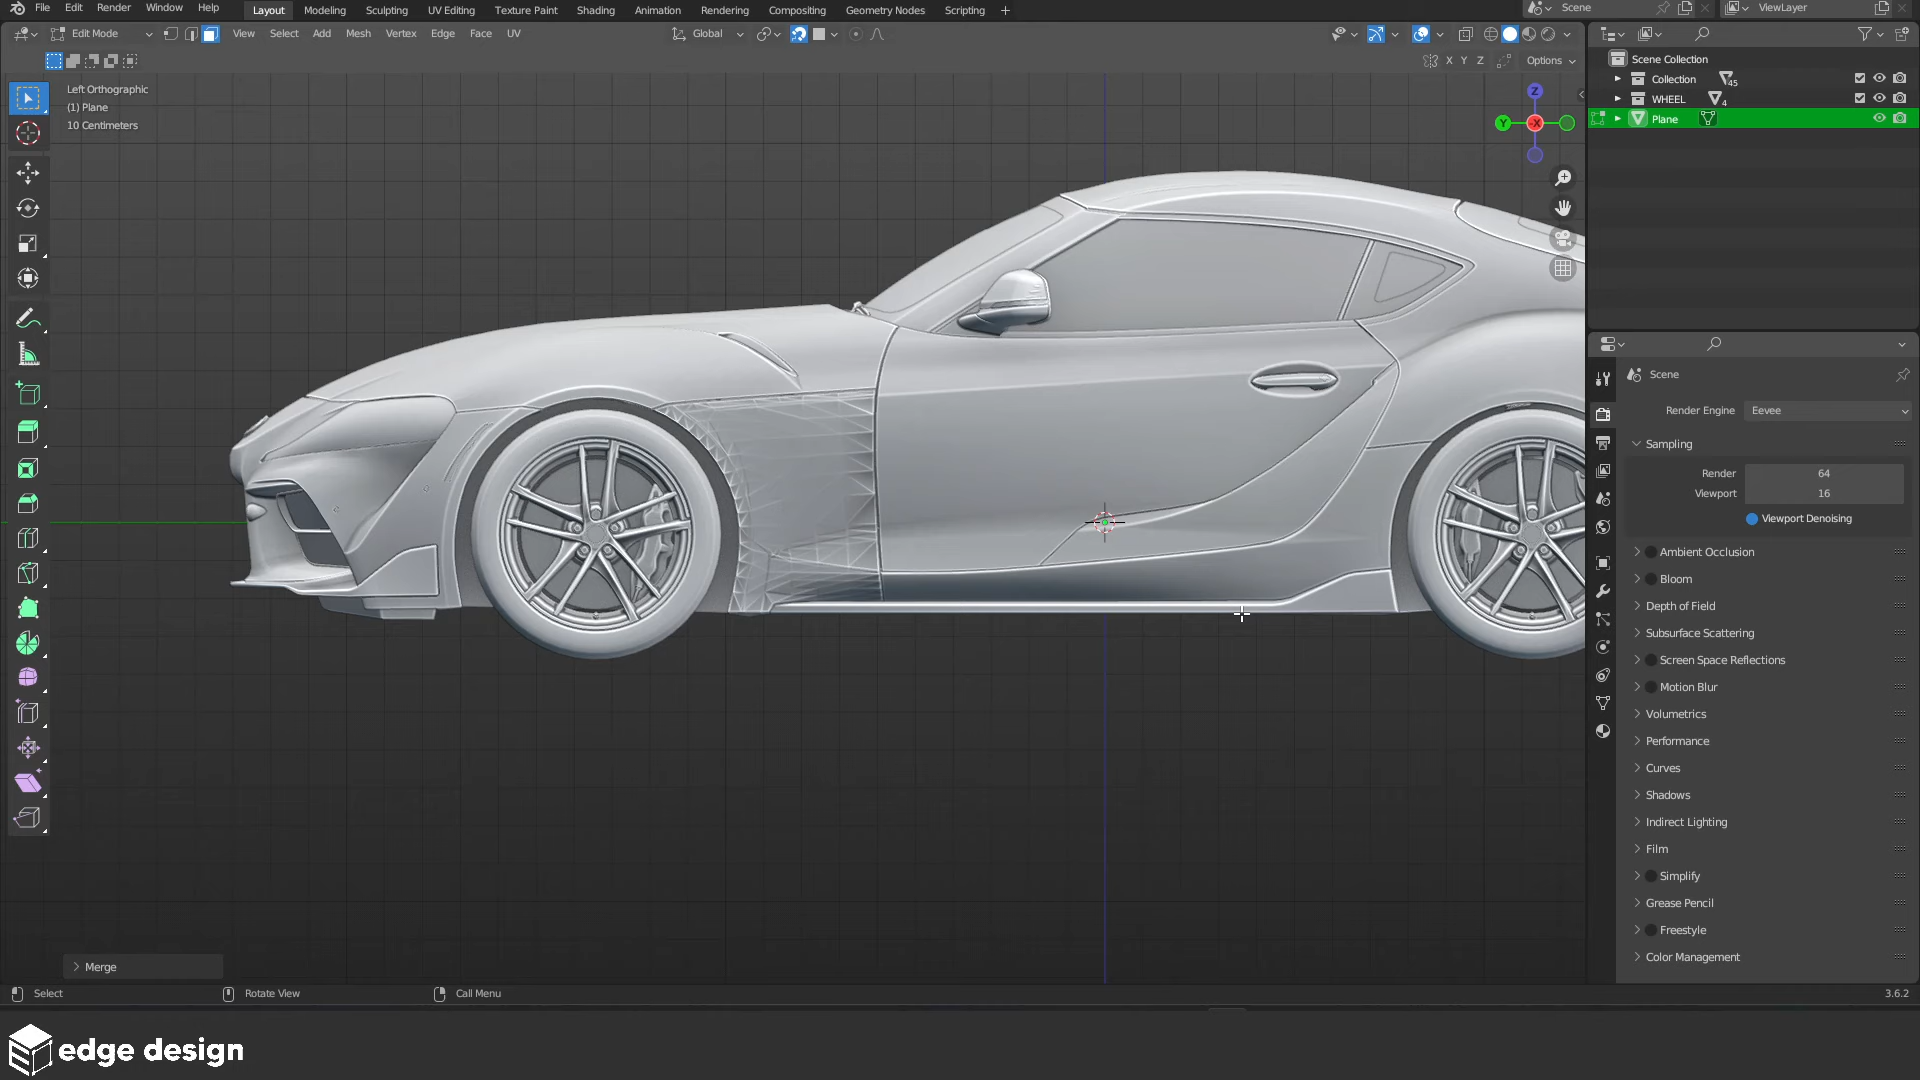 File Edit Render Window Help Layout Modeling Sculpting UV Editing Texture Paint Shading Animation Rendering Compositing Geometry Nodes Scripting + Scene ViewLayer
Edit Mode View Select Add Mesh Vertex Edge Face UV Global
X Y Z Options
Left Orthographic
(1) Plane
10 Centimeters
Z
Y -X
Scene Collection
Collection 45
WHEEL 4
Plane
Scene
Render Engine Eevee
Sampling
Render 64
Viewport 16
Viewport Denoising
Ambient Occlusion
Bloom
Depth of Field
Subsurface Scattering
Screen Space Reflections
Motion Blur
Volumetrics
Performance
Curves
Shadows
Indirect Lighting
Film
Simplify
Grease Pencil
Freestyle
Color Management
Merge
Select Rotate View Call Menu 3.6.2
edge design